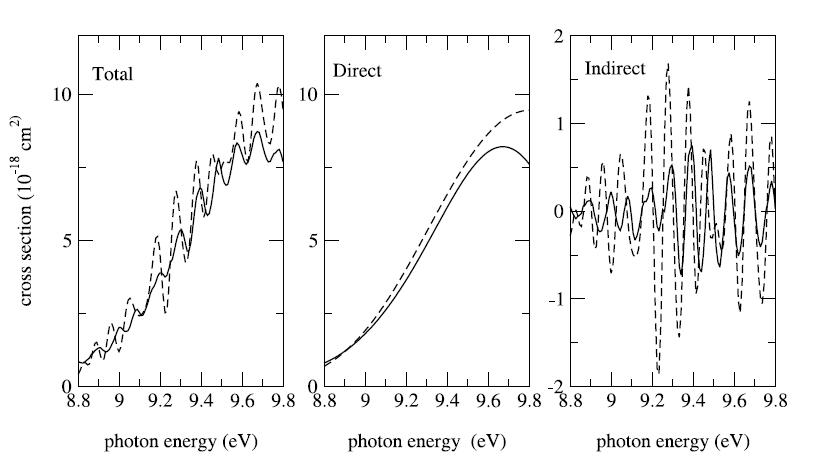 Total
Direct
Indirect
cross section (10⁻¹⁸ cm²)
10
5
0
10
5
0
2
1
0
-1
-2
8.8 9 9.2 9.4 9.6 9.8
8.8 9 9.2 9.4 9.6 9.8
8.8 9 9.2 9.4 9.6 9.8
photon energy (eV)
photon energy (eV)
photon energy (eV)